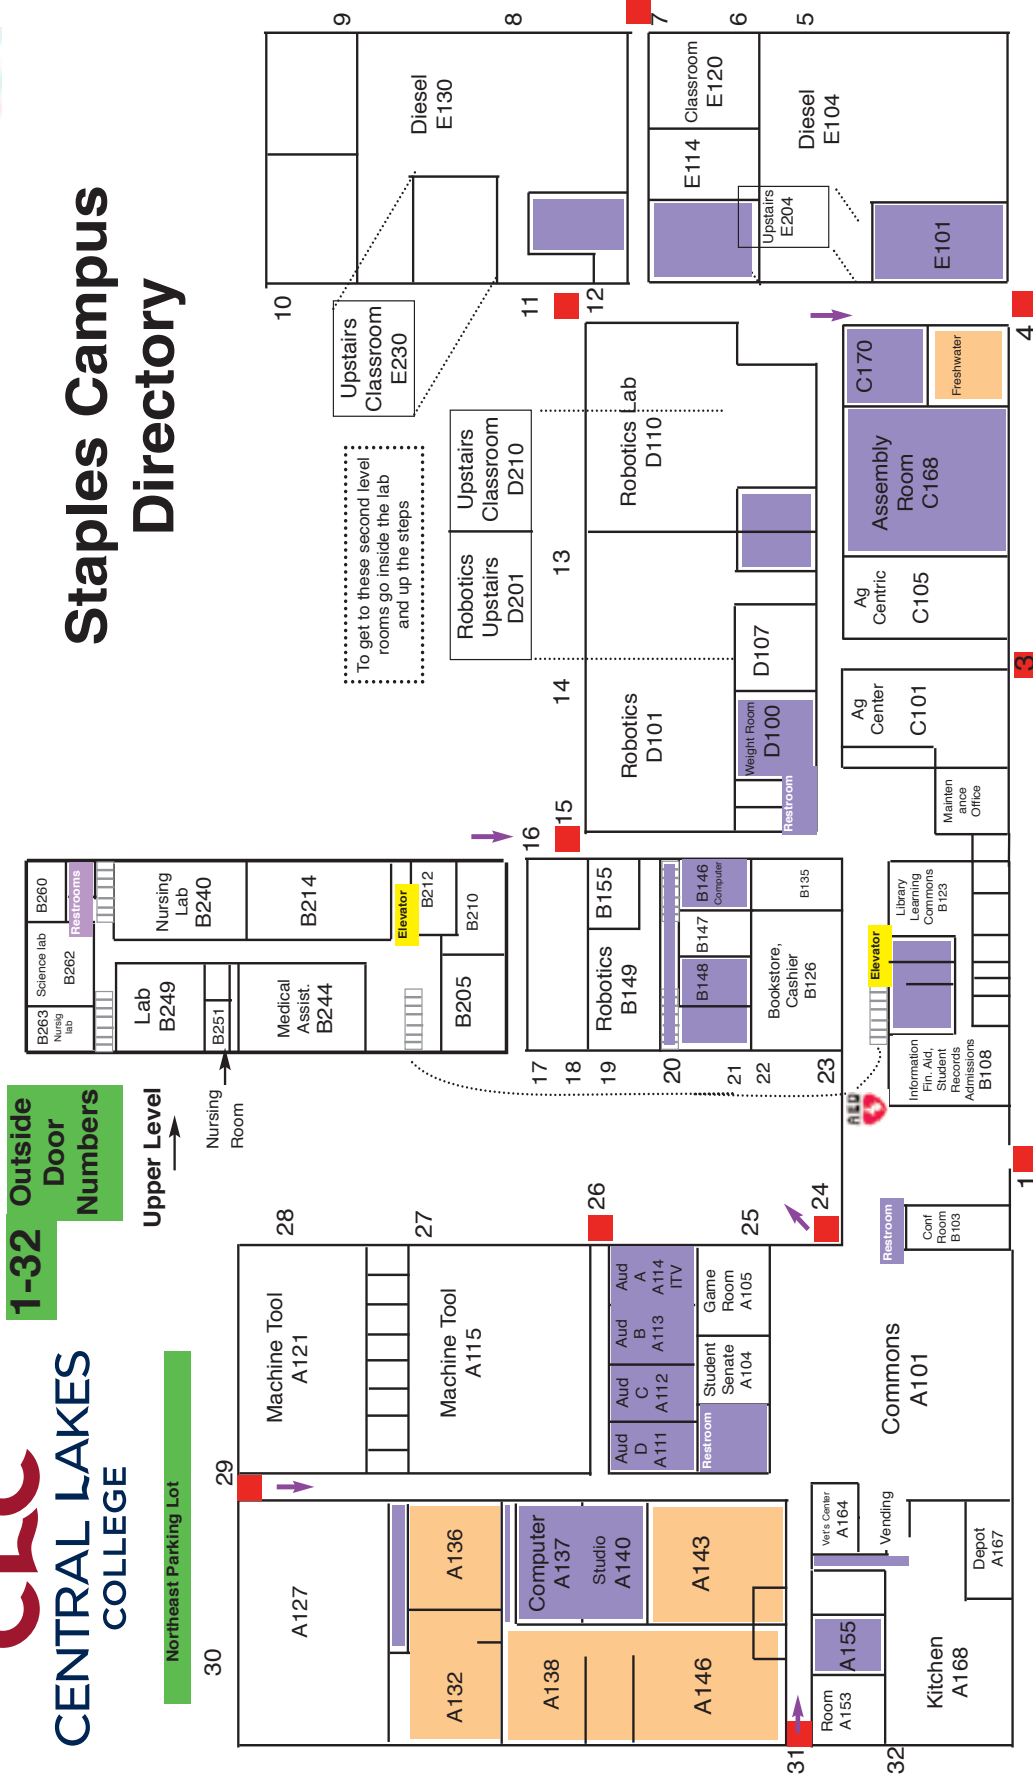 CLC
CENTRAL LAKES
COLLEGE
1-32 Outside
Door
Numbers
Staples Campus
Directory
Northeast Parking Lot
Upper Level
Nursing
Room
B263
Nursig
lab
Science lab
B262
B260
Restrooms
Lab
B249
B251
Medical
Assist.
B244
Nursing
Lab
B240
B214
Elevator
B212
B210
B205
To get to these second level
rooms go inside the lab
and up the steps
Upstairs
Classroom
E230
Robotics
Upstairs
D201
Upstairs
Classroom
D210
10
9
8
7
6
5
11
12
Diesel
E130
Classroom
E120
E114
Upstairs
E204
Diesel
E104
E101
4
30
29
28
27
26
25
24
A127
Machine Tool
A121
Machine Tool
A115
A132
A136
A138
Computer
A137
Studio
A140
A146
A143
Aud
D
A111
Aud
C
A112
Aud
B
A113
Aud
A
A114
ITV
Restroom
Student
Senate
A104
Game
Room
A105
31
32
Room
A153
A155
Vet's Center
A164
Vending
Kitchen
A168
Depot
A167
Commons
A101
Restroom
Conf
Room
B103
1
16
15
17
18
19
20
21
22
23
Robotics
B149
B155
B148
B147
B146
Computer
Bookstore,
Cashier
B126
B135
AED
Elevator
Information
Fin. Aid,
Student
Records
Admissions
B108
Library
Learning
Commons
B123
14
13
Robotics
D101
Robotics Lab
D110
Restroom
Weight Room
D100
D107
Mainten
ance
Office
Ag
Center
C101
3
Ag
Centric
C105
Assembly
Room
C168
C170
Freshwater